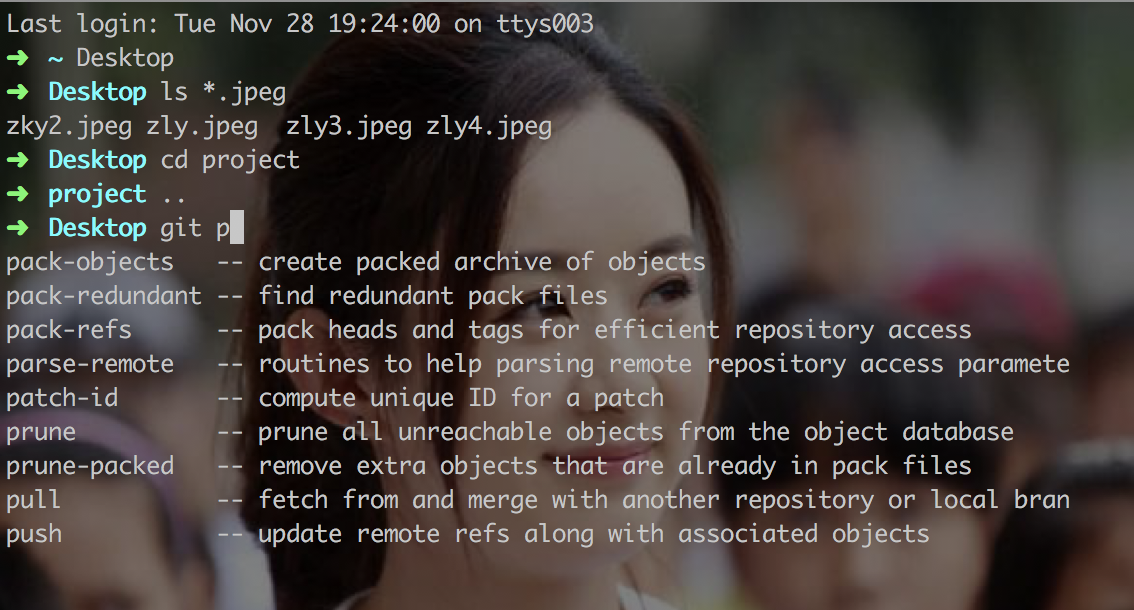 Last login: Tue Nov 28 19:24:00 on ttys003
➜ ~ Desktop
➜ Desktop ls *.jpeg
zky2.jpeg zly.jpeg  zly3.jpeg zly4.jpeg
➜ Desktop cd project
➜ project ..
➜ Desktop git p
pack-objects   -- create packed archive of objects
pack-redundant -- find redundant pack files
pack-refs      -- pack heads and tags for efficient repository access
parse-remote   -- routines to help parsing remote repository access paramete
patch-id       -- compute unique ID for a patch
prune          -- prune all unreachable objects from the object database
prune-packed   -- remove extra objects that are already in pack files
pull           -- fetch from and merge with another repository or local bran
push           -- update remote refs along with associated objects